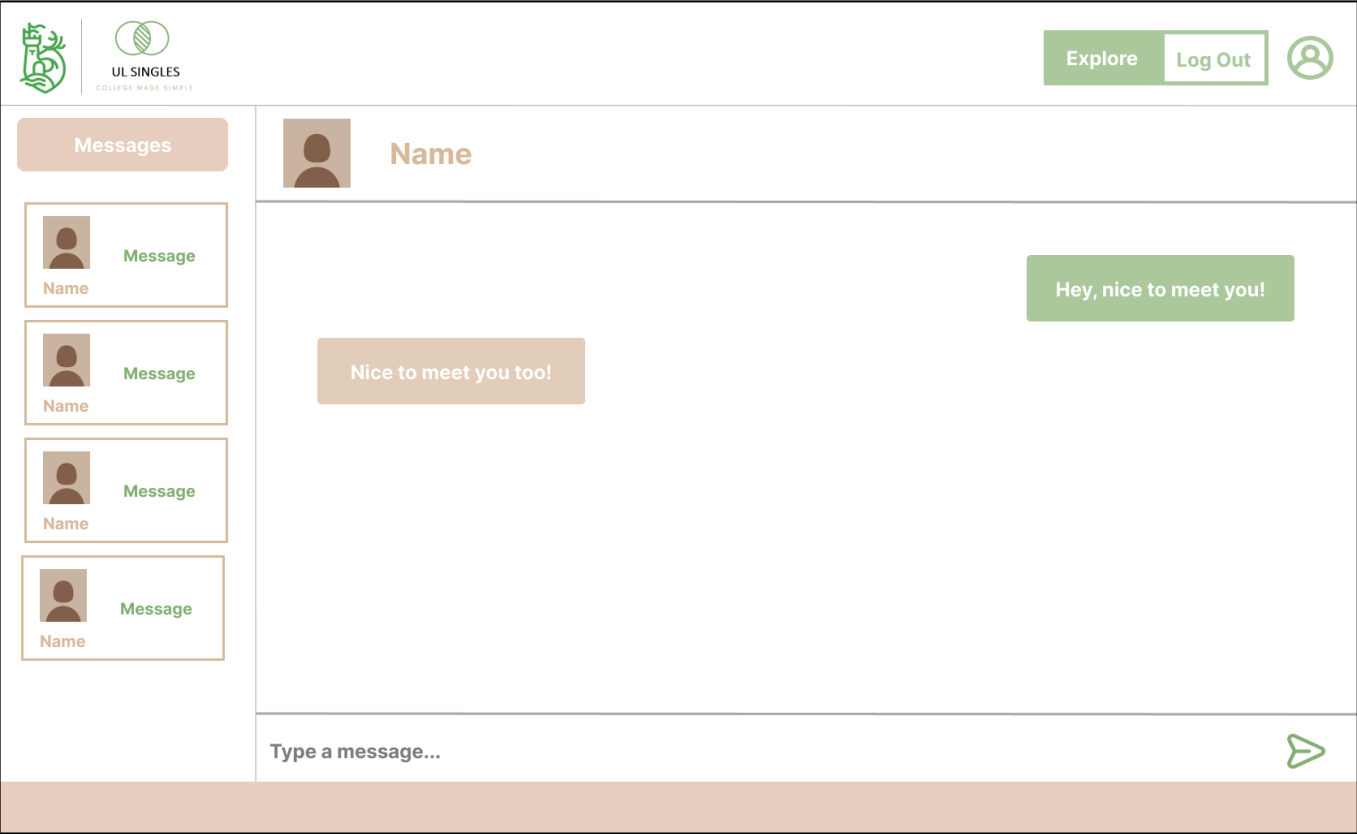 UL SINGLES
COLLEGE MADE SIMPLE
Explore
Log Out
Messages
Message
Name
Message
Name
Message
Name
Message
Name
Name
Hey, nice to meet you!
Nice to meet you too!
Type a message...